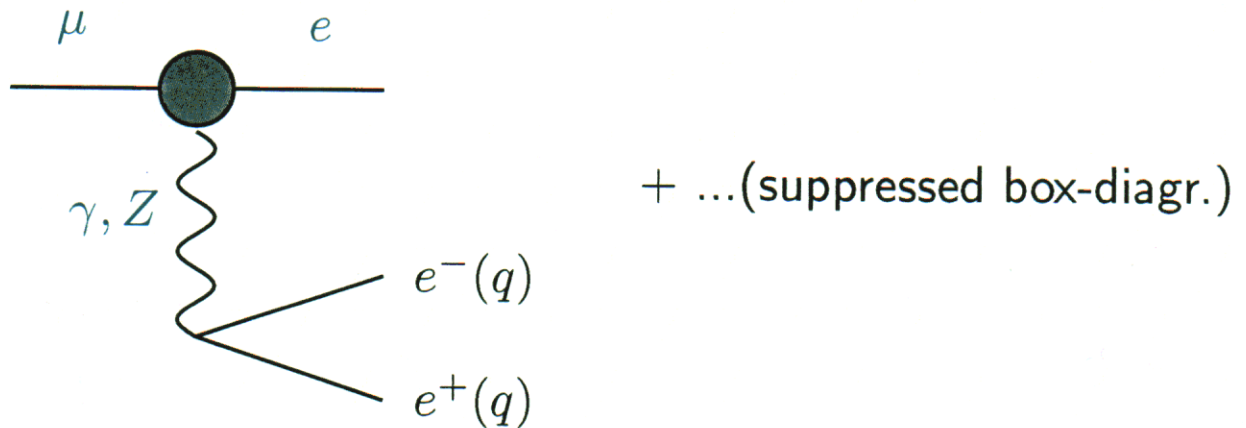 μ e
γ, Z
+ ...(suppressed box-diagr.)
e⁻(q)
e⁺(q)